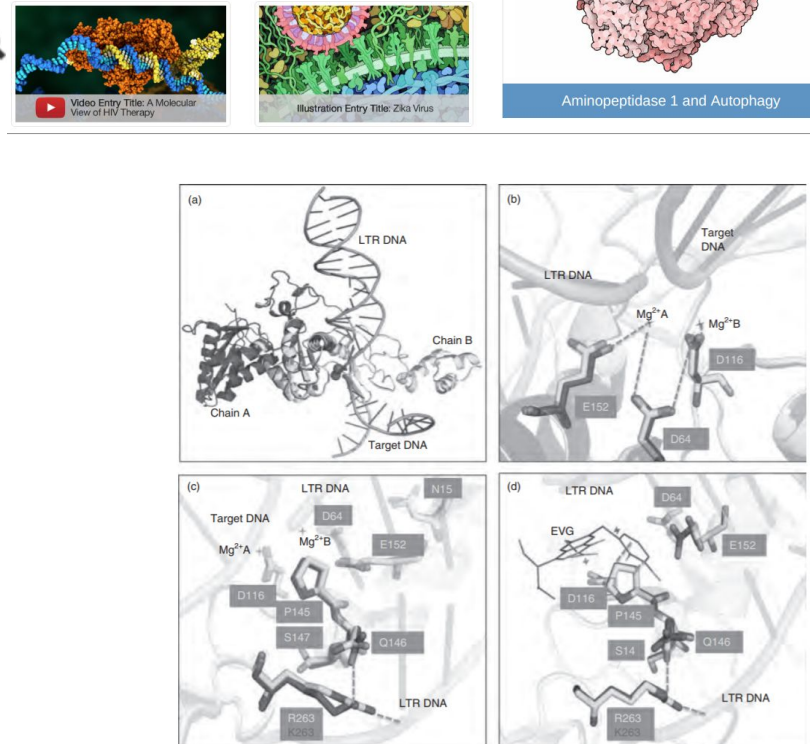 Video Entry Title: A Molecular
View of HIV Therapy
Illustration Entry Title: Zika Virus
Aminopeptidase 1 and Autophagy
(a)
LTR DNA
Chain B
Chain A
Target DNA
(b)
Target
DNA
LTR DNA
Mg²⁺A
Mg²⁺B
D116
E152
D64
(c)
LTR DNA
N15
Target DNA
D64
Mg²⁺B
Mg²⁺A
E152
D116
P145
S147
Q146
LTR DNA
R263
K263
(d)
LTR DNA
D64
EVG
E152
D116
P145
S14
Q146
LTR DNA
R263
K263